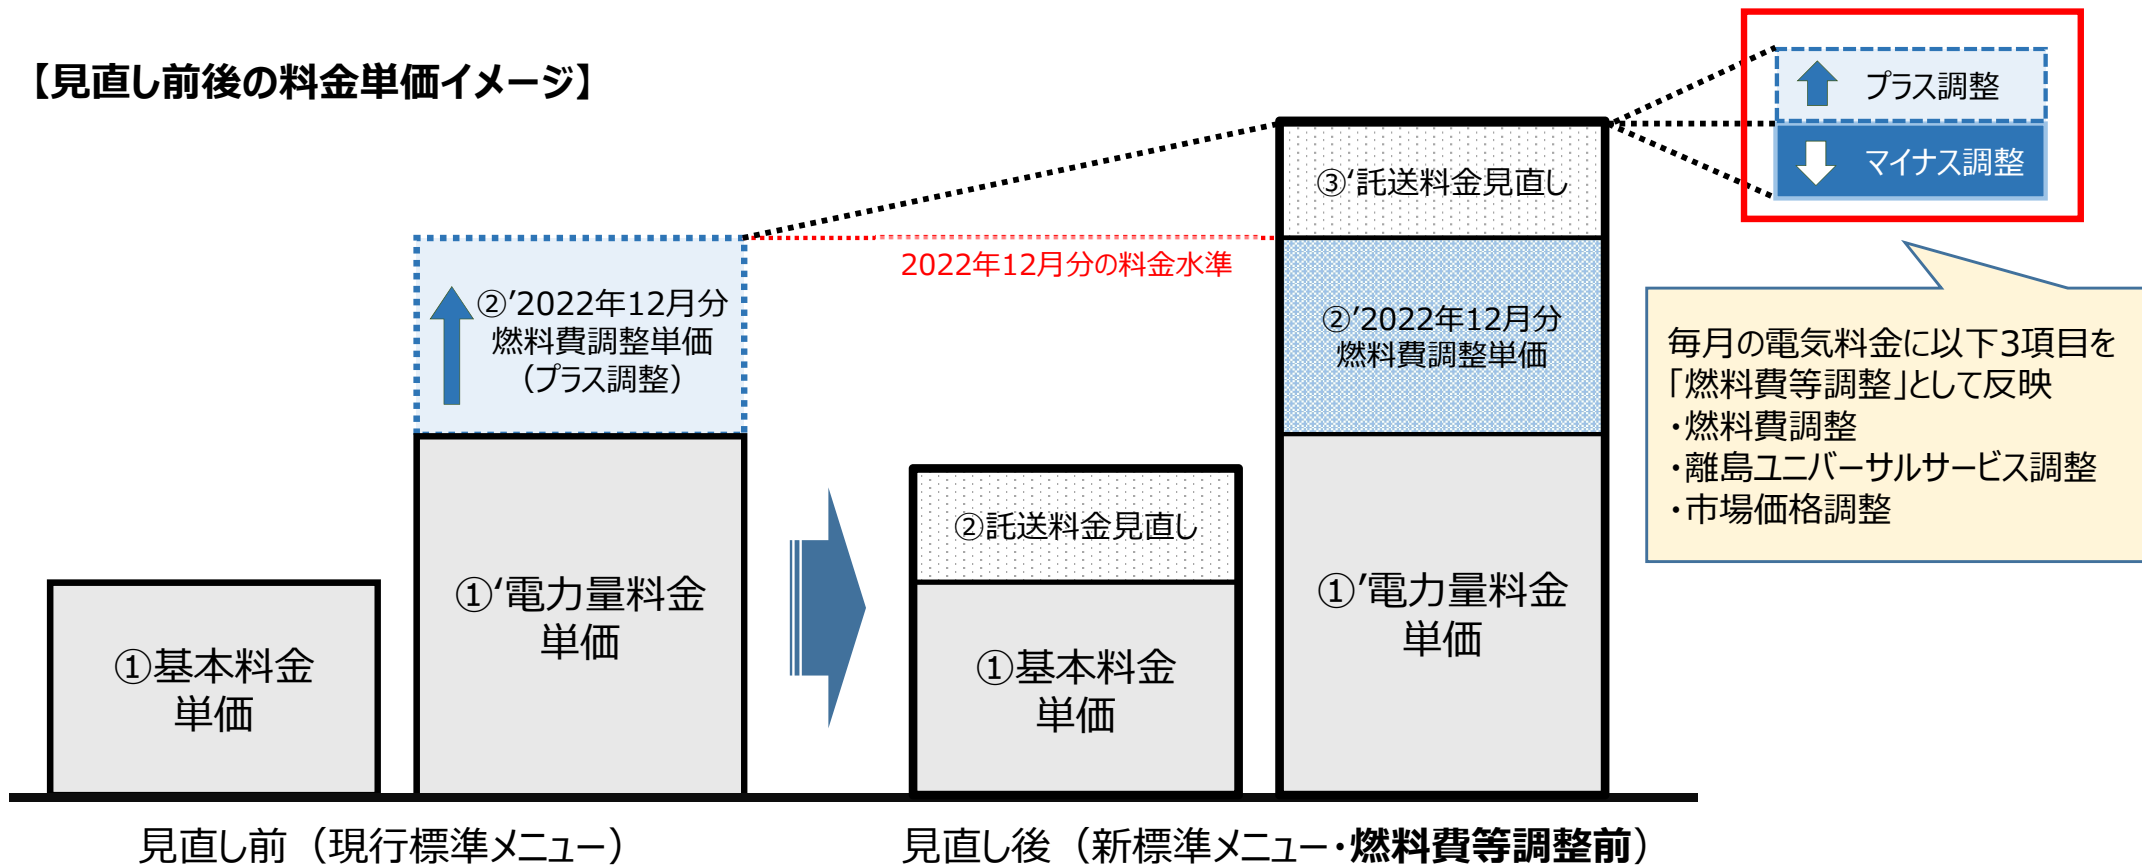 【見直し前後の料金単価イメージ】
プラス調整
マイナス調整
③‘託送料金見直し
2022年12月分の料金水準
②’2022年12月分
燃料費調整単価
（プラス調整）
②’2022年12月分
燃料費調整単価
毎月の電気料金に以下3項目を
「燃料費等調整」として反映
・燃料費調整
・離島ユニバーサルサービス調整
・市場価格調整
②託送料金見直し
①基本料金
単価
①‘電力量料金
単価
①基本料金
単価
①’電力量料金
単価
見直し前（現行標準メニュー）
見直し後（新標準メニュー・燃料費等調整前）